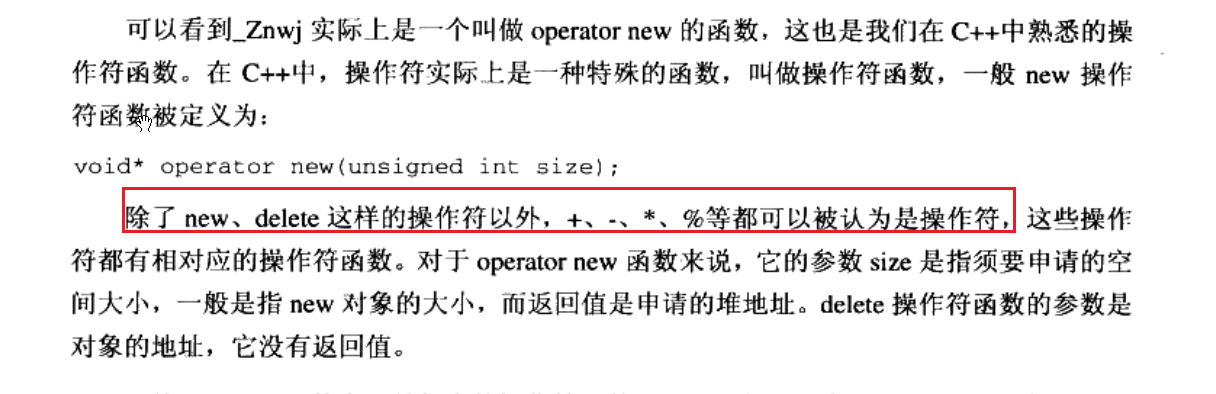 可以看到_Znwj 实际上是一个叫做 operator new 的函数，这也是我们在 C++中熟悉的操
作符函数。在 C++中，操作符实际上是一种特殊的函数，叫做操作符函数，一般 new 操作
符函数被定义为：
void* operator new(unsigned int size);
除了 new、delete 这样的操作符以外，+、-、*、%等都可以被认为是操作符，这些操作
符都有相对应的操作符函数。对于 operator new 函数来说，它的参数 size 是指须要申请的空
间大小，一般是指 new 对象的大小，而返回值是申请的堆地址。delete 操作符函数的参数是
对象的地址，它没有返回值。